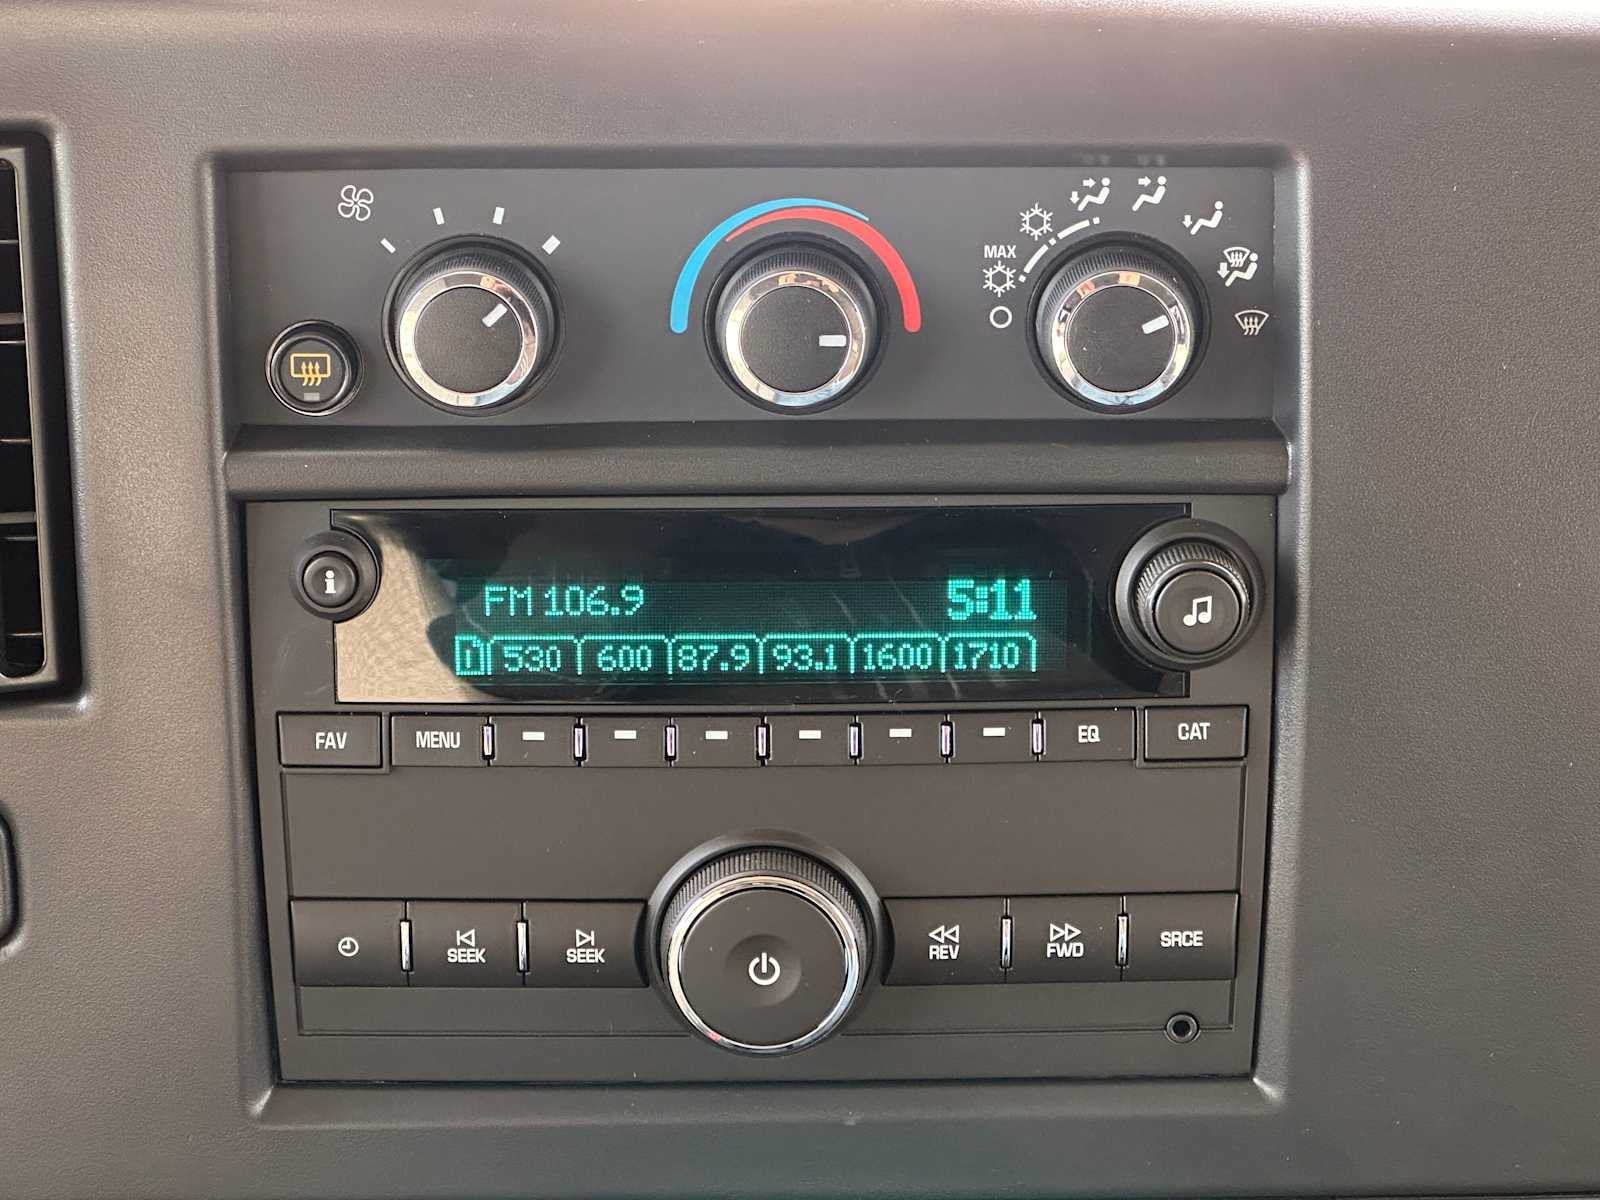 MAX
i
FM 106.9 5:11
1 530 600 87.9 93.1 1600 1710
FAV MENU EQ CAT
SEEK SEEK REV FWD SRCE